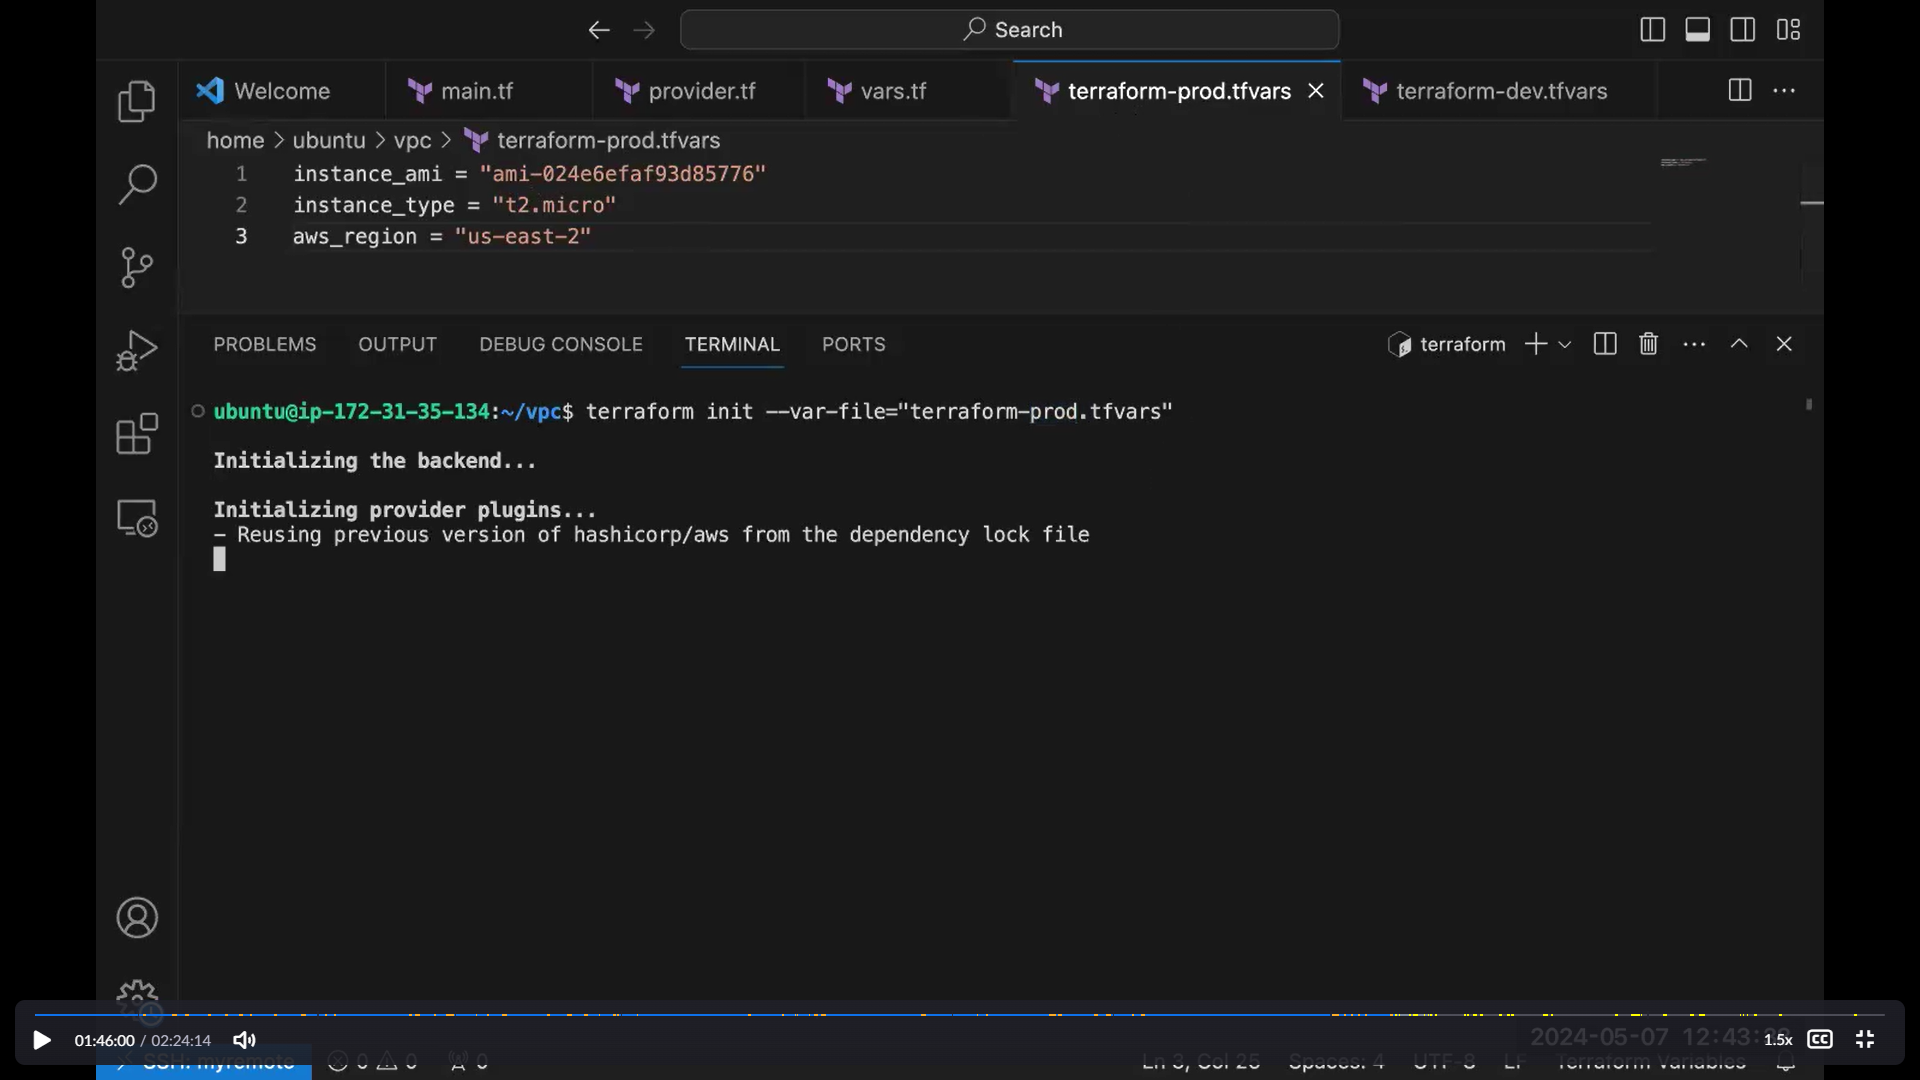 Search
Welcome
main.tf
provider.tf
vars.tf
terraform-prod.tfvars
terraform-dev.tfvars
home > ubuntu > vpc > terraform-prod.tfvars
1 instance_ami = "ami-024e6efaf93d85776"
2 instance_type = "t2.micro"
3 aws_region = "us-east-2"
PROBLEMS OUTPUT DEBUG CONSOLE TERMINAL PORTS
terraform
ubuntu@ip-172-31-35-134:~/vpc$ terraform init --var-file="terraform-prod.tfvars"
Initializing the backend...
Initializing provider plugins...
- Reusing previous version of hashicorp/aws from the dependency lock file
01:46:00 / 02:24:14
2024-05-07 12:43:
1.5x
CC
SSH: myremote
0 0 0
Ln 3, Col 25 Spaces: 4 UTF-8 LF Terraform Variables